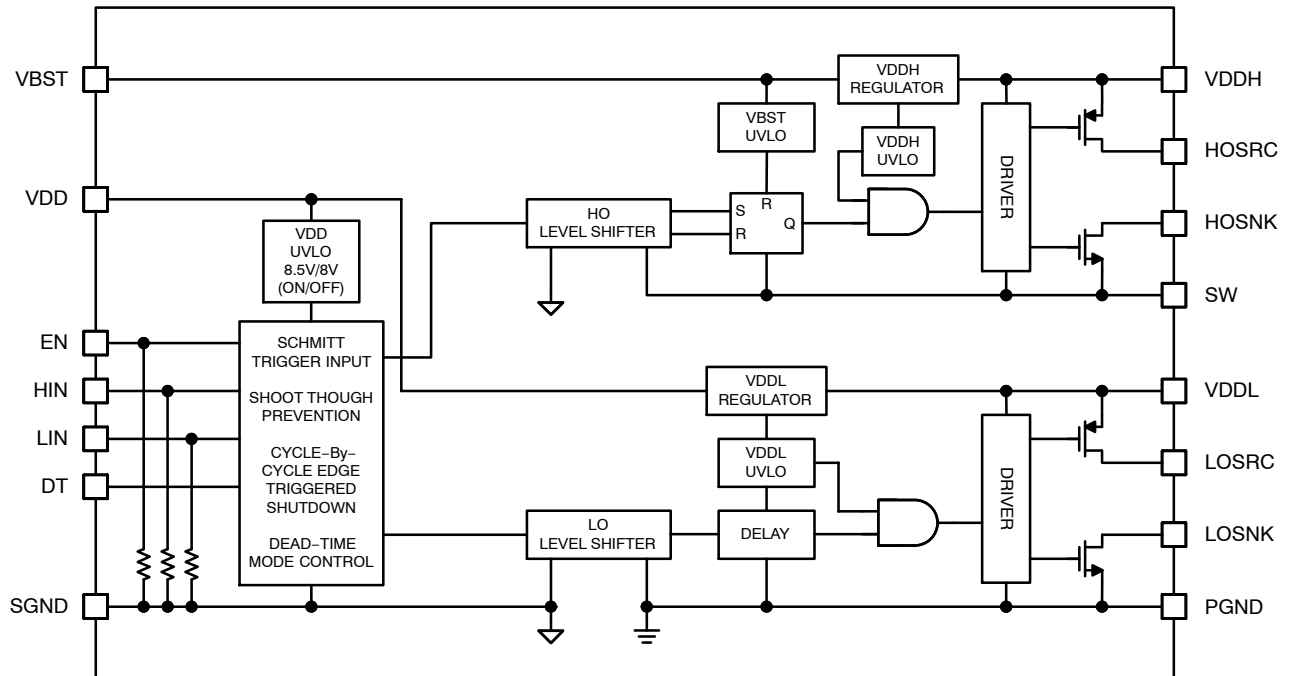 VBST
VDDH
REGULATOR
VDDH
VBST
UVLO
VDDH
UVLO
HOSRC
DRIVER
VDD
HO
LEVEL SHIFTER
S
R
R
Q
HOSNK
VDD
UVLO
8.5V/8V
(ON/OFF)
SW
EN
HIN
LIN
DT
SCHMITT
TRIGGER INPUT
SHOOT THOUGH
PREVENTION
CYCLE−By−
CYCLE EDGE
TRIGGERED
SHUTDOWN
DEAD−TIME
MODE CONTROL
VDDL
REGULATOR
VDDL
VDDL
UVLO
LOSRC
DRIVER
LO
LEVEL SHIFTER
DELAY
LOSNK
SGND
PGND